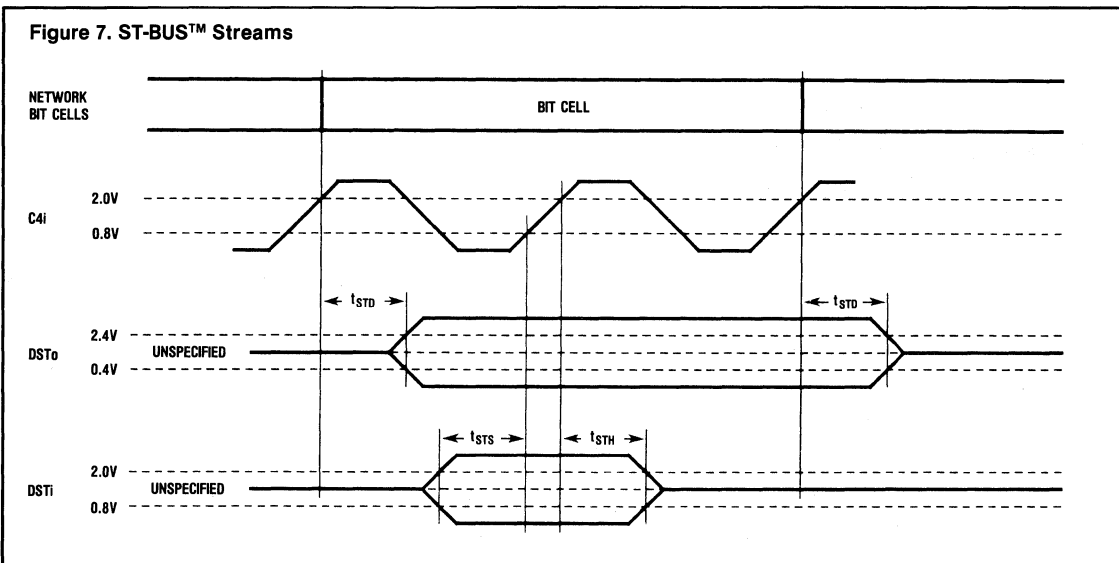 Figure 7. ST-BUS™ Streams
NETWORK
BIT CELLS
BIT CELL
C4i
2.0V
0.8V
tSTD
tSTD
DSTo
2.4V
UNSPECIFIED
0.4V
tSTS
tSTH
DSTi
2.0V
UNSPECIFIED
0.8V